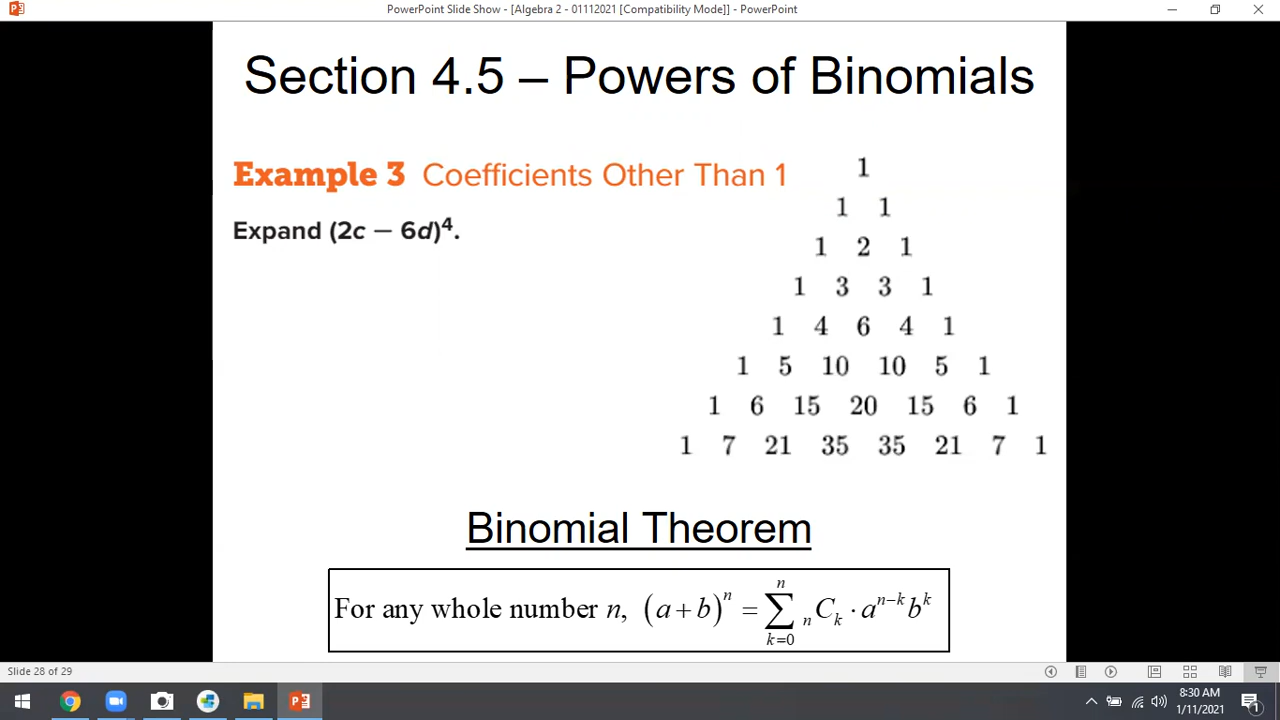 PowerPoint Slide Show - [Algebra 2 - 01112021 [Compatibility Mode]] - PowerPoint
Section 4.5 – Powers of Binomials
Example 3 Coefficients Other Than 1
Expand (2c − 6d)⁴.
1
1 1
1 2 1
1 3 3 1
1 4 6 4 1
1 5 10 10 5 1
1 6 15 20 15 6 1
1 7 21 35 35 21 7 1
Binomial Theorem
For any whole number n, (a + b)ⁿ = ∑ₖ₌₀ⁿ ₙCₖ · aⁿ⁻ᵏbᵏ
Slide 28 of 29
8:30 AM
1/11/2021
1